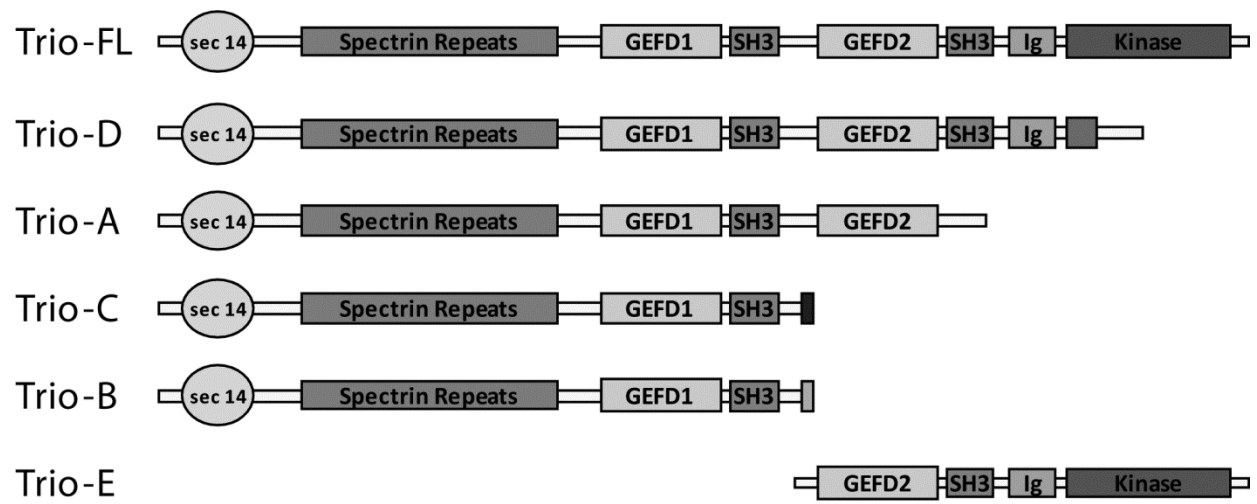 Trio-FL sec 14 Spectrin Repeats GEFD1 SH3 GEFD2 SH3 Ig Kinase
Trio-D sec 14 Spectrin Repeats GEFD1 SH3 GEFD2 SH3 Ig
Trio-A sec 14 Spectrin Repeats GEFD1 SH3 GEFD2
Trio-C sec 14 Spectrin Repeats GEFD1 SH3
Trio-B sec 14 Spectrin Repeats GEFD1 SH3
Trio-E GEFD2 SH3 Ig Kinase